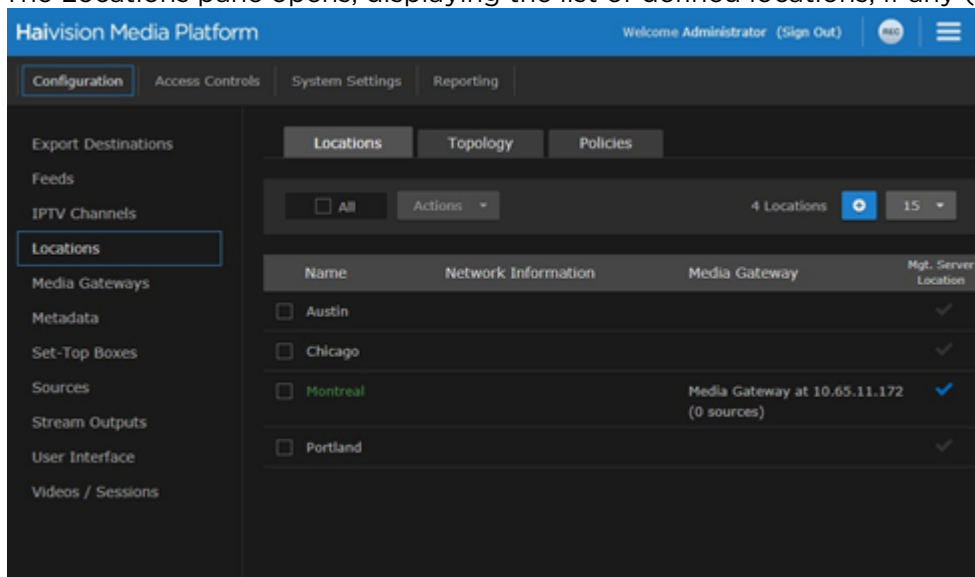 The Locations pane opens, displaying the list of defined locations, if any (
Haivision Media Platform
Welcome Administrator (Sign Out)
REC
Configuration Access Controls System Settings Reporting
Export Destinations
Feeds
IPTV Channels
Locations
Media Gateways
Metadata
Set-Top Boxes
Sources
Stream Outputs
User Interface
Videos / Sessions
Locations Topology Policies
All Actions 4 Locations 15
Name Network Information Media Gateway Mgt. Server
Location
Austin
Chicago
Montreal Media Gateway at 10.65.11.172
(0 sources)
Portland